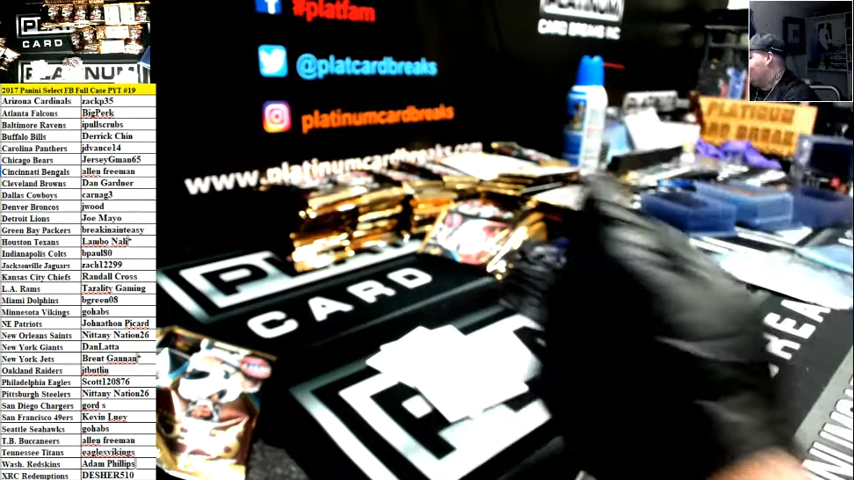 CARD
PLATINUM
2017 Panini Select FB Full Case PYT #19
Arizona Cardinals zackp35
Atlanta Falcons BigPerk
Baltimore Ravens ipullscrubs
Buffalo Bills Derrick Chin
Carolina Panthers jdvance14
Chicago Bears JerseyGman65
Cincinnati Bengals allen freeman
Cleveland Browns Dan Gardner
Dallas Cowboys carnag3
Denver Broncos jwood
Detroit Lions Joe Mayo
Green Bay Packers breakinainteasy
Houston Texans Lambo Nali*
Indianapolis Colts bpaul80
Jacksonville Jaguars zach12299
Kansas City Chiefs Randall Cross
L.A. Rams Tazality Gaming
Miami Dolphins bgreen08
Minnesota Vikings gohabs
NE Patriots Johnathon Picard
New Orleans Saints Nittany Nation26
New York Giants DanLatta
New York Jets Brent Gannan*
Oakland Raiders jtbutlin
Philadelphia Eagles Scott120876
Pittsburgh Steelers Nittany Nation26
San Diego Chargers gord s
San Francisco 49ers Kevin Luey
Seattle Seahawks gohabs
T.B. Buccaneers allen freeman
Tennessee Titans eaglesvikings
Wash. Redskins Adam Phillips
XRC Redemptions DESHER510
#platfam
@platcardbreaks
platinumcardbreaks
www.platinumcardbreaks.com
PLATINUM
CARD BREAKS INC
CARD